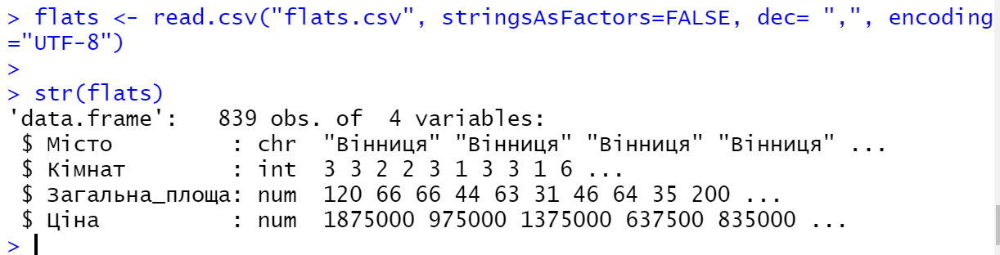 > flats <- read.csv("flats.csv", stringsAsFactors=FALSE, dec= ",", encoding
="UTF-8")
>
> str(flats)
'data.frame':   839 obs. of  4 variables:
 $ Місто         : chr  "Вінниця" "Вінниця" "Вінниця" "Вінниця" ...
 $ Кімнат        : int  3 3 2 2 3 1 3 3 1 6 ...
 $ Загальна_площа: num  120 66 66 44 63 31 46 64 35 200 ...
 $ Ціна          : num  1875000 975000 1375000 637500 835000 ...
>